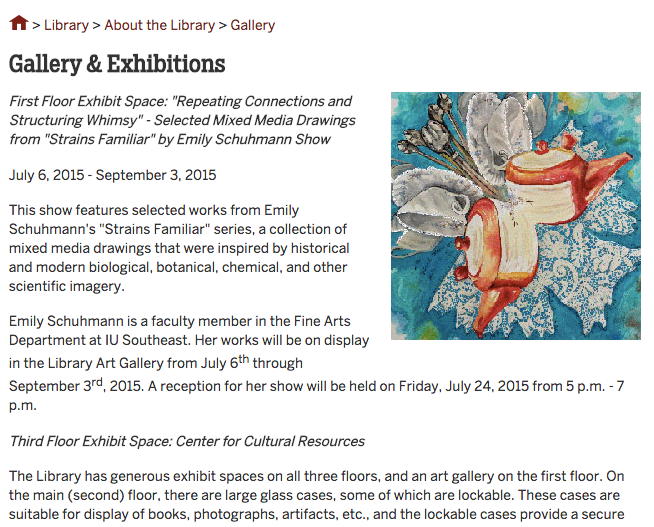 > Library > About the Library > Gallery
Gallery & Exhibitions
First Floor Exhibit Space: "Repeating Connections and
Structuring Whimsy" - Selected Mixed Media Drawings
from "Strains Familiar" by Emily Schuhmann Show
July 6, 2015 - September 3, 2015
This show features selected works from Emily
Schuhmann's "Strains Familiar" series, a collection of
mixed media drawings that were inspired by historical
and modern biological, botanical, chemical, and other
scientific imagery.
Emily Schuhmann is a faculty member in the Fine Arts
Department at IU Southeast. Her works will be on display
in the Library Art Gallery from July 6th through
September 3rd, 2015. A reception for her show will be held on Friday, July 24, 2015 from 5 p.m. - 7
p.m.
Third Floor Exhibit Space: Center for Cultural Resources
The Library has generous exhibit spaces on all three floors, and an art gallery on the first floor. On
the main (second) floor, there are large glass cases, some of which are lockable. These cases are
suitable for display of books, photographs, artifacts, etc., and the lockable cases provide a secure